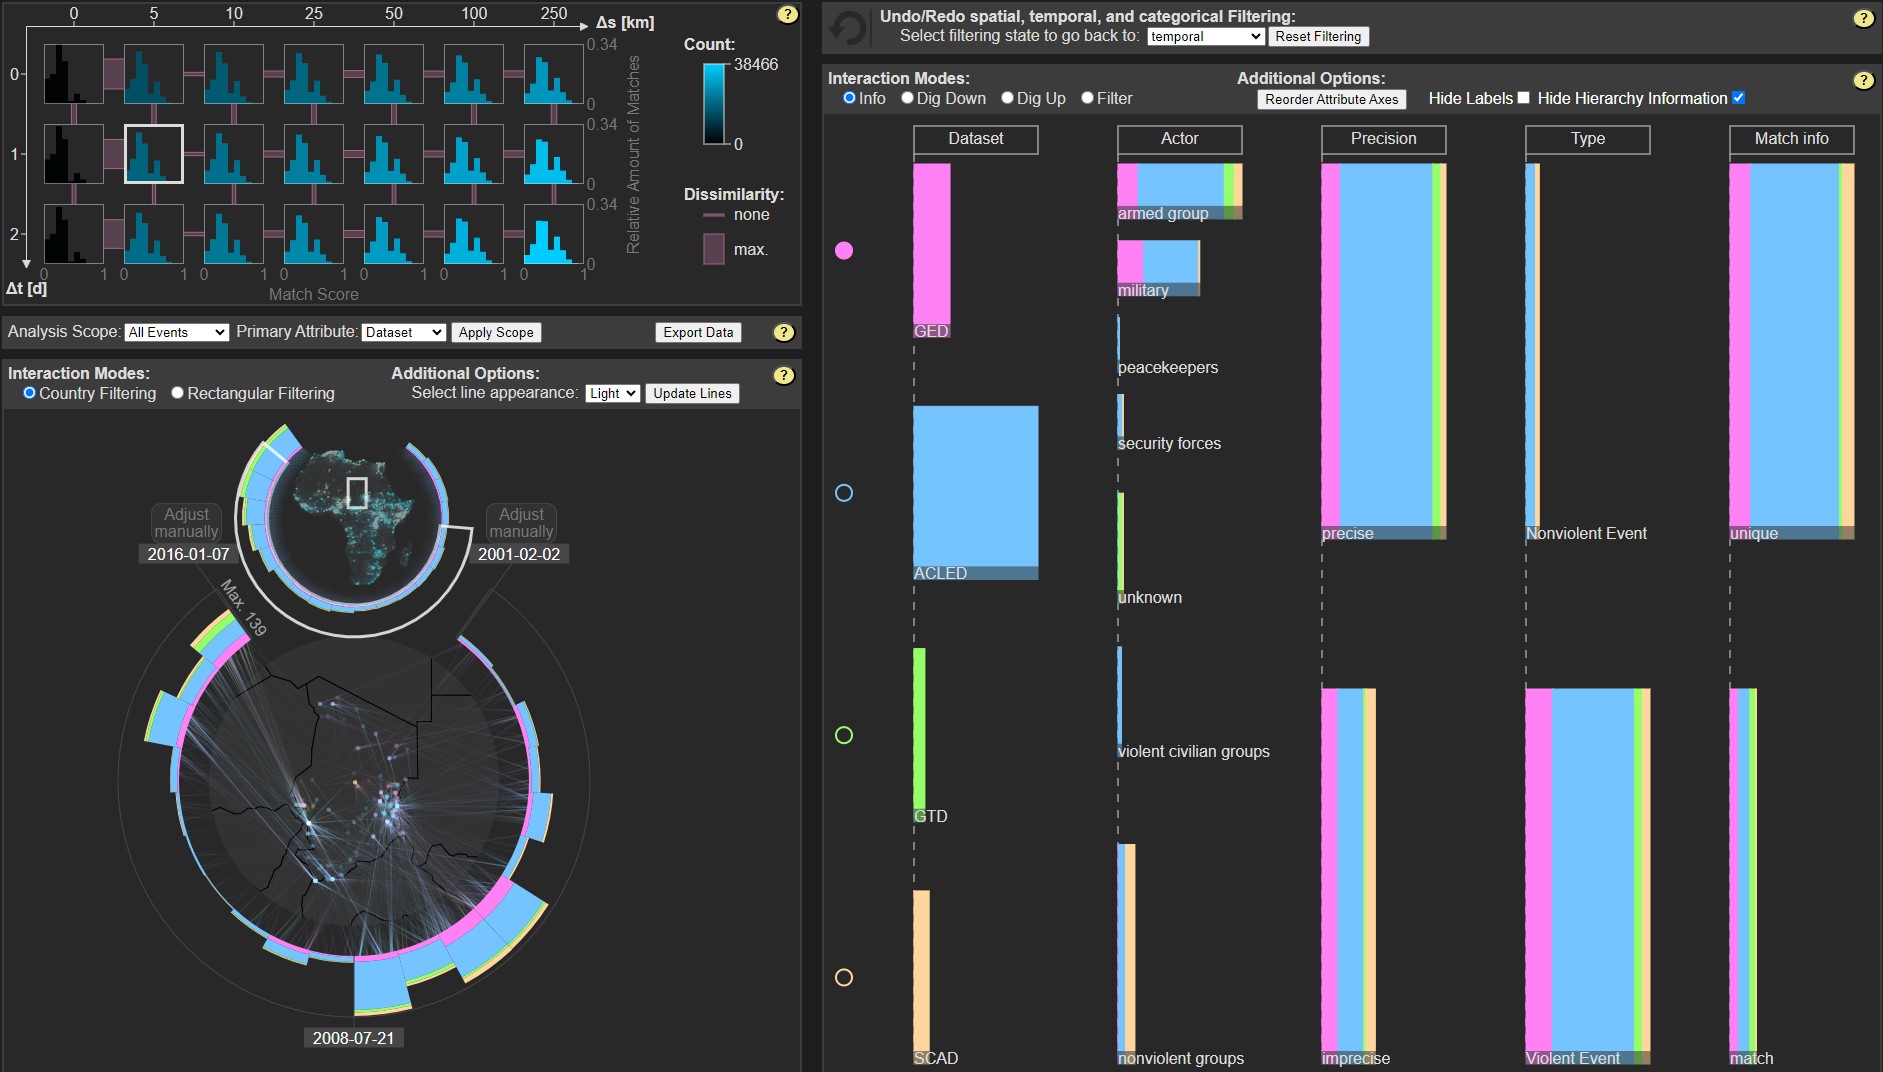 0 5 10 25 50 100 250 Δs [km]
0
0.34
0
1
0.34
0
2
0.34
0
0 1 0 1 0 1 0 1 0 1 0 1 0 1
Δt [d]
Match Score
Relative Amount of Matches
Count:
38466
0
Dissimilarity:
none
max.
?
Analysis Scope: All Events Primary Attribute: Dataset Apply Scope Export Data ?
Interaction Modes: Additional Options: ?
Country Filtering Rectangular Filtering Select line appearance: Light Update Lines
Adjust
manually
2016-01-07
Adjust
manually
2001-02-02
Max. 139
2008-07-21
Undo/Redo spatial, temporal, and categorical Filtering: ?
Select filtering state to go back to: temporal Reset Filtering
Interaction Modes: Additional Options: ?
Info Dig Down Dig Up Filter Reorder Attribute Axes Hide Labels Hide Hierarchy Information
Dataset Actor Precision Type Match info
GED
ACLED
GTD
SCAD
armed group
military
peacekeepers
security forces
unknown
violent civilian groups
nonviolent groups
precise
imprecise
Nonviolent Event
Violent Event
unique
match